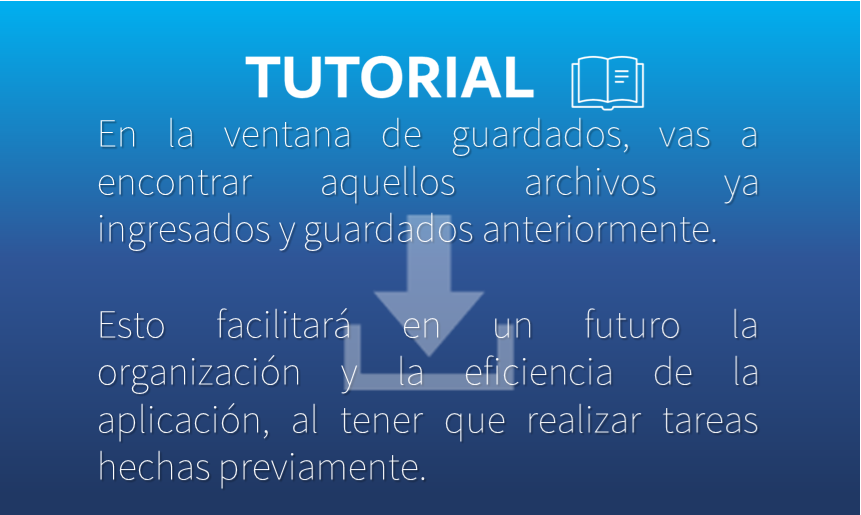 TUTORIAL
En la ventana de guardados, vas a
encontrar aquellos archivos ya
ingresados y guardados anteriormente.
Esto facilitará en un futuro la
organización y la eficiencia de la
aplicación, al tener que realizar tareas
hechas previamente.